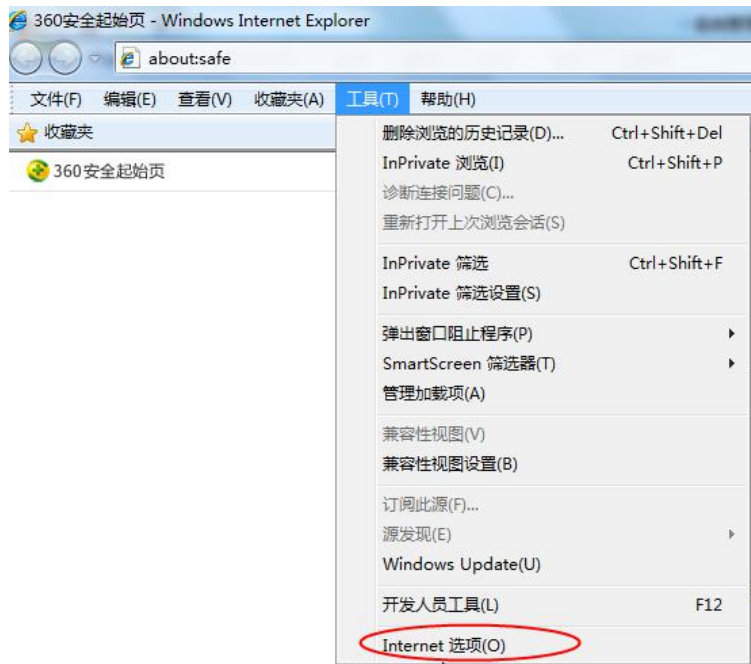 360安全起始页 - Windows Internet Explorer
about:safe
文件(F) 编辑(E) 查看(V) 收藏夹(A) 工具(T) 帮助(H)
收藏夹
360安全起始页
删除浏览的历史记录(D)... Ctrl+Shift+Del
InPrivate 浏览(I) Ctrl+Shift+P
诊断连接问题(C)...
重新打开上次浏览会话(S)
InPrivate 筛选 Ctrl+Shift+F
InPrivate 筛选设置(S)
弹出窗口阻止程序(P)
SmartScreen 筛选器(T)
管理加载项(A)
兼容性视图(V)
兼容性视图设置(B)
订阅此源(F)...
源发现(E)
Windows Update(U)
开发人员工具(L) F12
Internet 选项(O)